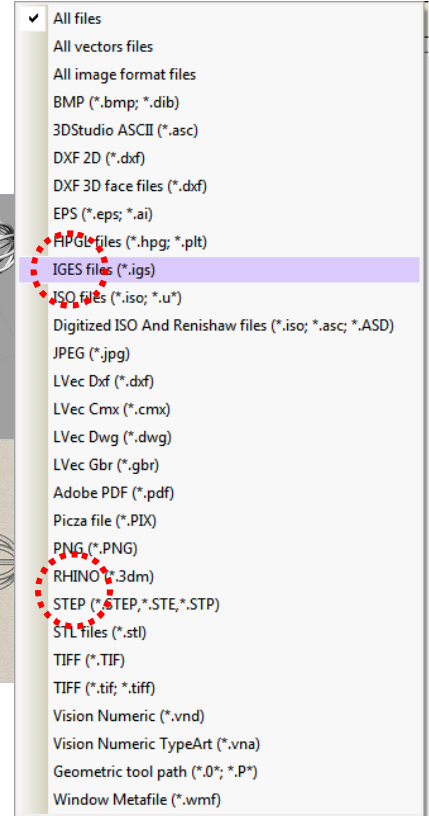 All files
All vectors files
All image format files
BMP (*.bmp; *.dib)
3DStudio ASCII (*.asc)
DXF 2D (*.dxf)
DXF 3D face files (*.dxf)
EPS (*.eps; *.ai)
HPGL files (*.hpg; *.plt)
IGES files (*.igs)
ISO files (*.iso; *.u*)
Digitized ISO And Renishaw files (*.iso; *.asc; *.ASD)
JPEG (*.jpg)
LVec Dxf (*.dxf)
LVec Cmx (*.cmx)
LVec Dwg (*.dwg)
LVec Gbr (*.gbr)
Adobe PDF (*.pdf)
Picza file (*.PIX)
PNG (*.PNG)
RHINO (*.3dm)
STEP (*.STEP,*.STE,*.STP)
STL files (*.stl)
TIFF (*.TIF)
TIFF (*.tif; *.tiff)
Vision Numeric (*.vnd)
Vision Numeric TypeArt (*.vna)
Geometric tool path (*.0*; *.P*)
Window Metafile (*.wmf)